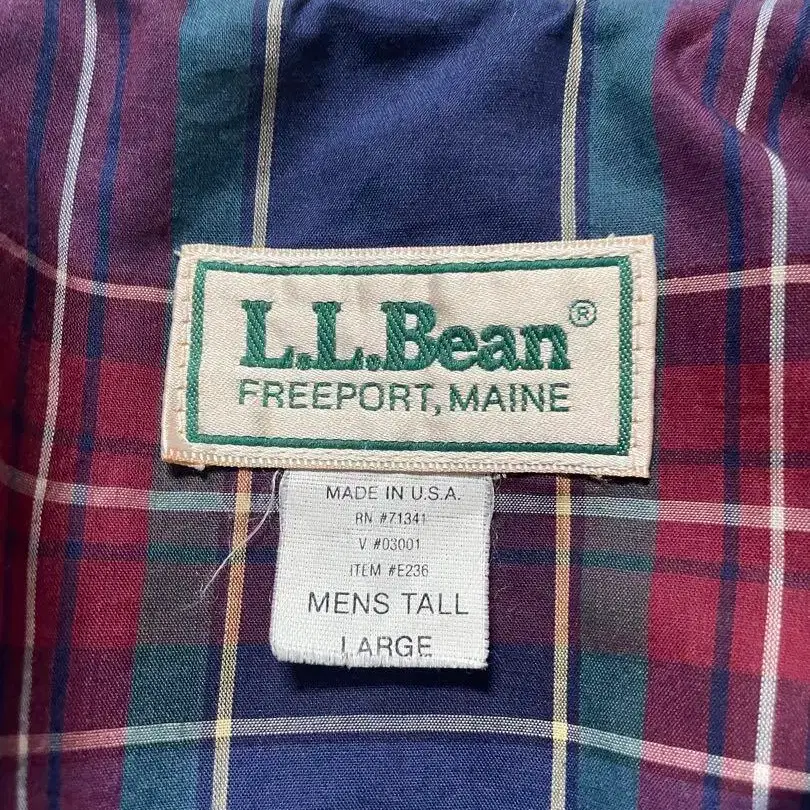 L.L.Bean®
FREEPORT, MAINE
MADE IN U.S.A.
RN #71341
V #03001
ITEM #E236
MENS TALL
LARGE